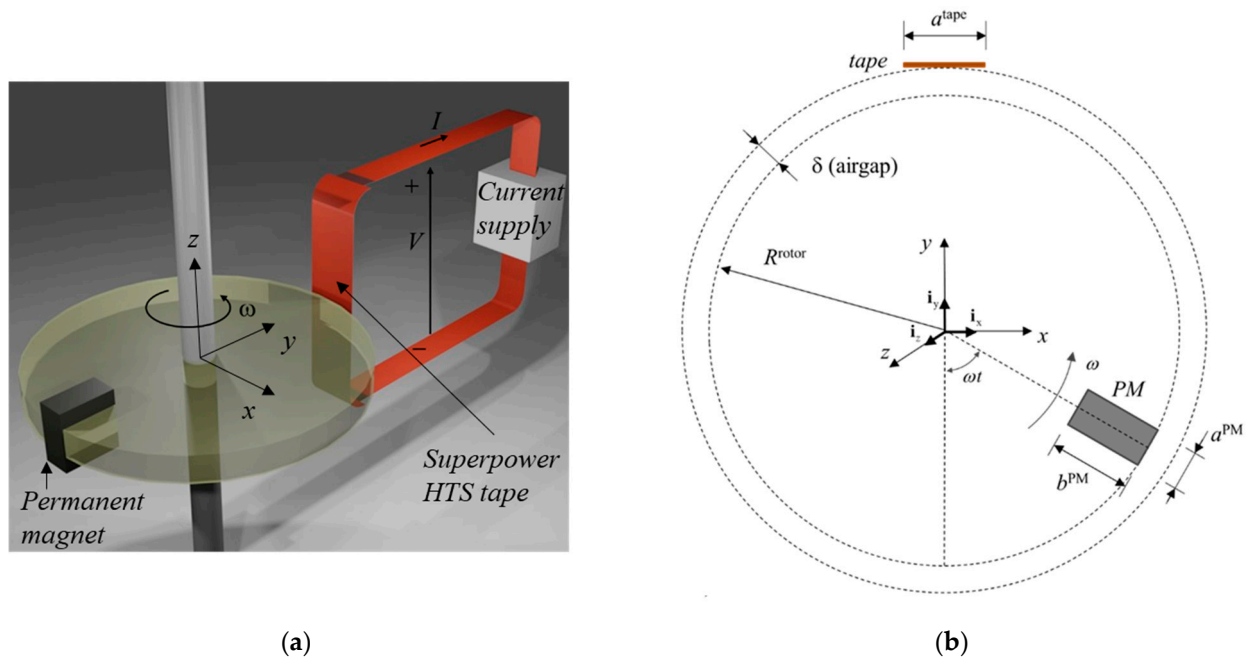 I
+
Current
supply
V
z
ω
y
x
−
Permanent
magnet
Superpower
HTS tape
(a)
a^tape
tape
δ (airgap)
R^rotor
y
i_y
i_x
i_z
x
z
ωt
ω
PM
a^PM
b^PM
(b)